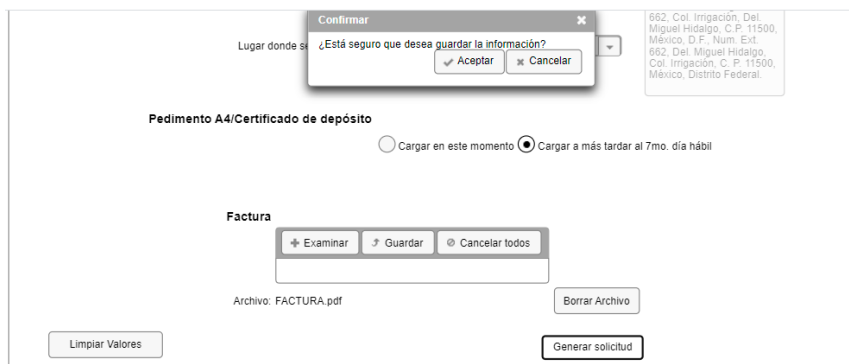 Confirmar
¿Está seguro que desea guardar la información?
Aceptar
Cancelar
Lugar donde se
662, Col. Irrigación, Del.
Miguel Hidalgo, C.P. 11500,
México, D.F., Num. Ext.
662, Del. Miguel Hidalgo,
Col. Irrigación, C. P. 11500,
México, Distrito Federal.
Pedimento A4/Certificado de depósito
Cargar en este momento Cargar a más tardar al 7mo. día hábil
Factura
Examinar Guardar Cancelar todos
Archivo: FACTURA.pdf Borrar Archivo
Limpiar Valores Generar solicitud